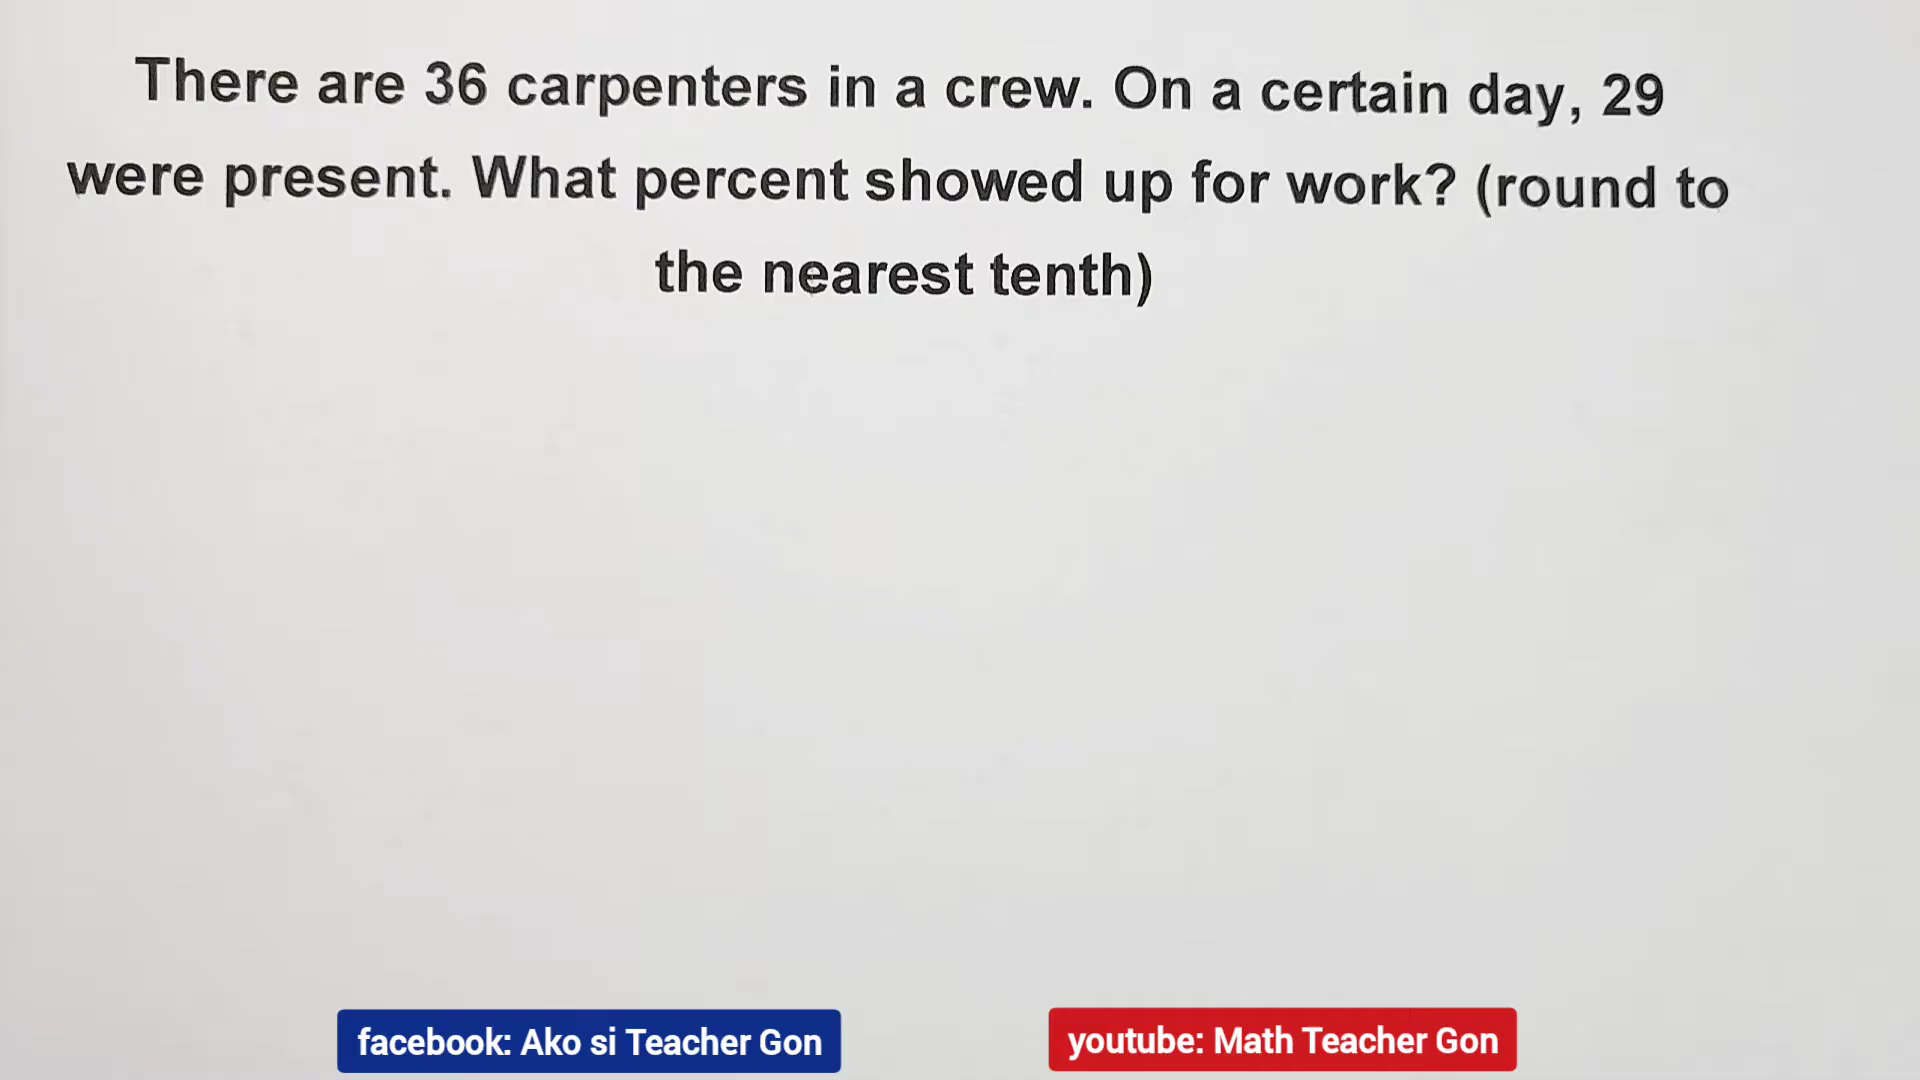 There are 36 carpenters in a crew. On a certain day, 29
were present. What percent showed up for work? (round to
the nearest tenth)
facebook: Ako si Teacher Gon
youtube: Math Teacher Gon